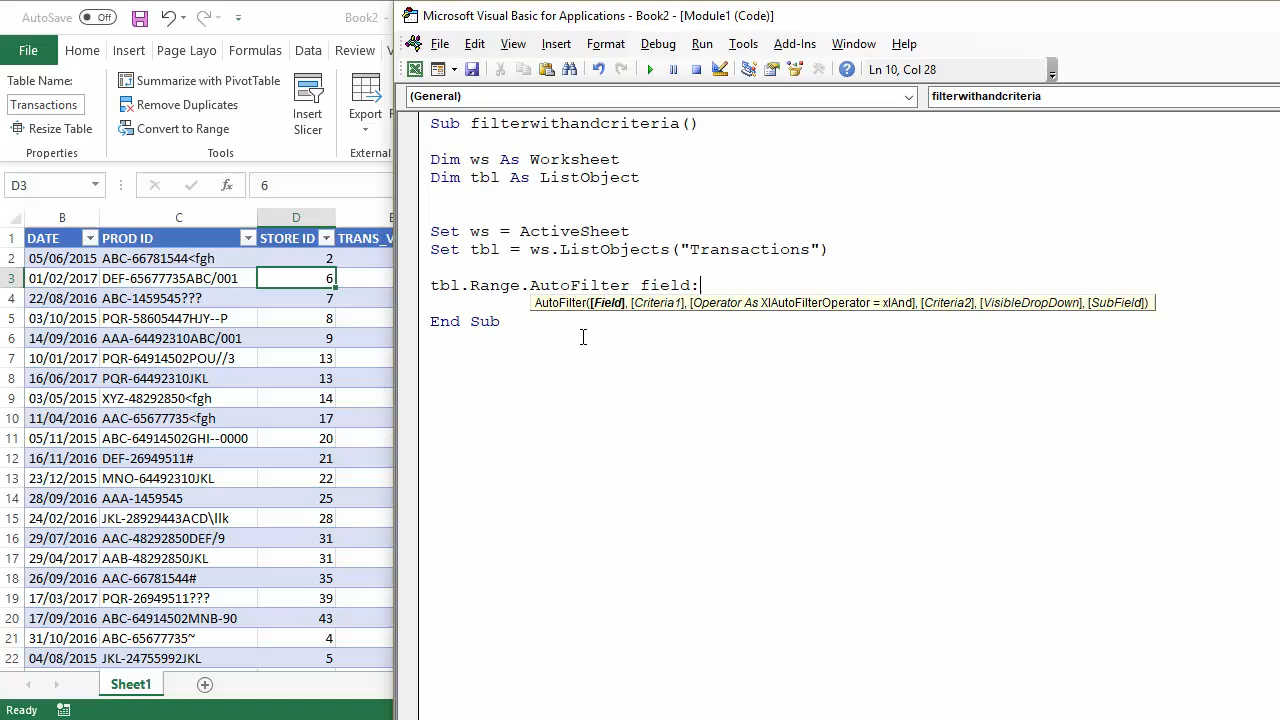 AutoSave Off Book2 -
Microsoft Visual Basic for Applications - Book2 - [Module1 (Code)]
File Home Insert Page Layo Formulas Data Review
File Edit View Insert Format Debug Run Tools Add-Ins Window Help
Table Name:
Transactions
Resize Table
Properties
Summarize with PivotTable
Remove Duplicates
Convert to Range
Tools
Insert
Slicer
Export
External
Ln 10, Col 28
(General)
filterwithandcriteria
D3 fx 6
B C D
1 DATE PROD ID STORE ID TRANS_V
2 05/06/2015 ABC-66781544<fgh 2
3 01/02/2017 DEF-65677735ABC/001 6
4 22/08/2016 ABC-1459545??? 7
5 03/10/2015 PQR-58605447HJY--P 8
6 14/09/2016 AAA-64492310ABC/001 9
7 10/01/2017 PQR-64914502POU//3 13
8 16/06/2017 PQR-64492310JKL 13
9 03/05/2015 XYZ-48292850<fgh 14
10 11/04/2016 AAC-65677735<fgh 17
11 05/11/2015 ABC-64914502GHI--0000 20
12 16/11/2016 DEF-26949511# 21
13 23/12/2015 MNO-64492310JKL 22
14 28/09/2016 AAA-1459545 25
15 24/02/2016 JKL-28929443ACD\llk 28
16 29/07/2016 AAC-48292850DEF/9 31
17 29/04/2017 AAB-48292850JKL 31
18 26/09/2016 AAC-66781544# 35
19 17/03/2017 PQR-26949511??? 39
20 17/09/2016 ABC-64914502MNB-90 43
21 31/10/2016 ABC-65677735~ 4
22 04/08/2015 JKL-24755992JKL 5
Sheet1
Ready
Sub filterwithandcriteria()
Dim ws As Worksheet
Dim tbl As ListObject
Set ws = ActiveSheet
Set tbl = ws.ListObjects("Transactions")
tbl.Range.AutoFilter field:
AutoFilter([Field], [Criteria1], [Operator As XlAutoFilterOperator = xlAnd], [Criteria2], [VisibleDropDown], [SubField])
End Sub